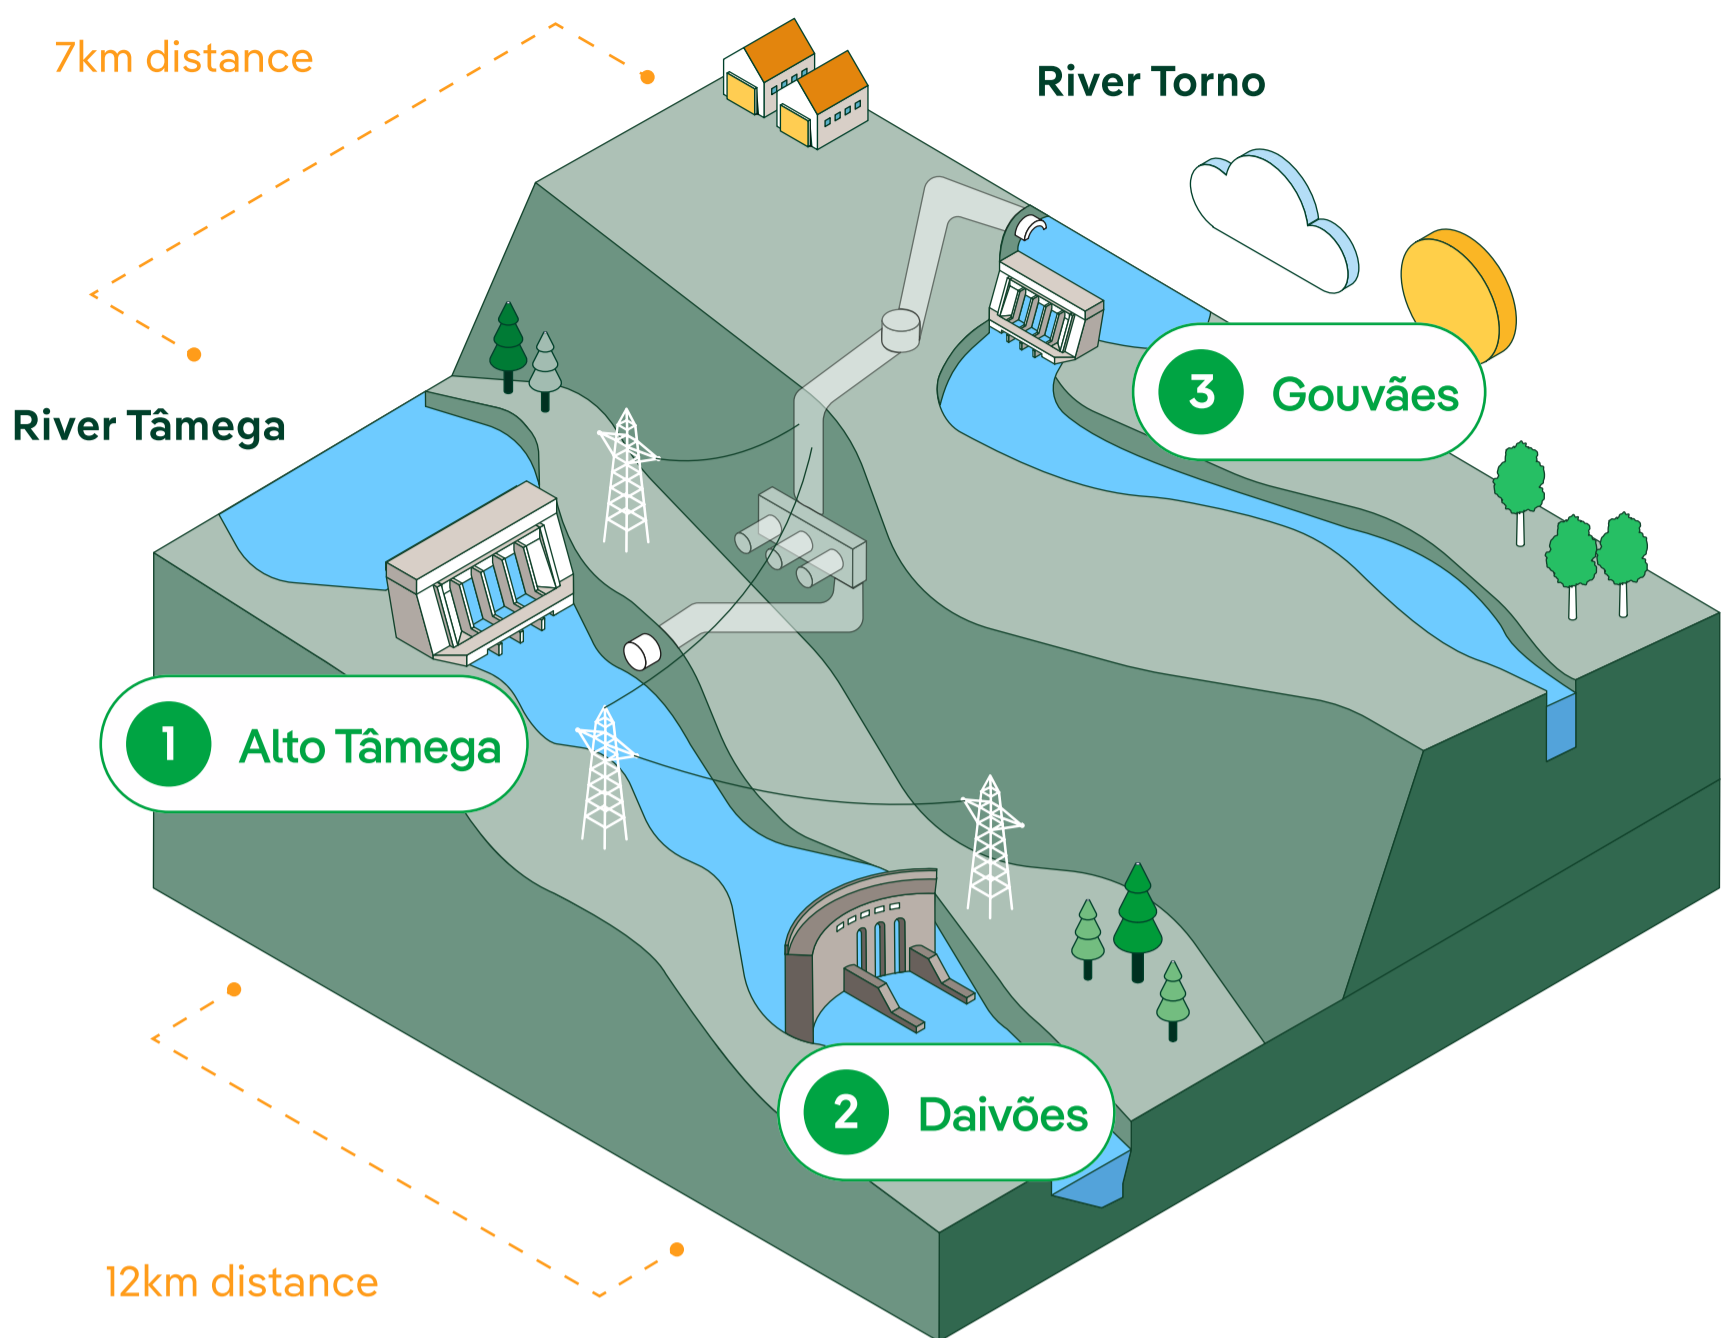 7km distance
River Torno
3 Gouvães
River Tâmega
1 Alto Tâmega
2 Daivões
12km distance